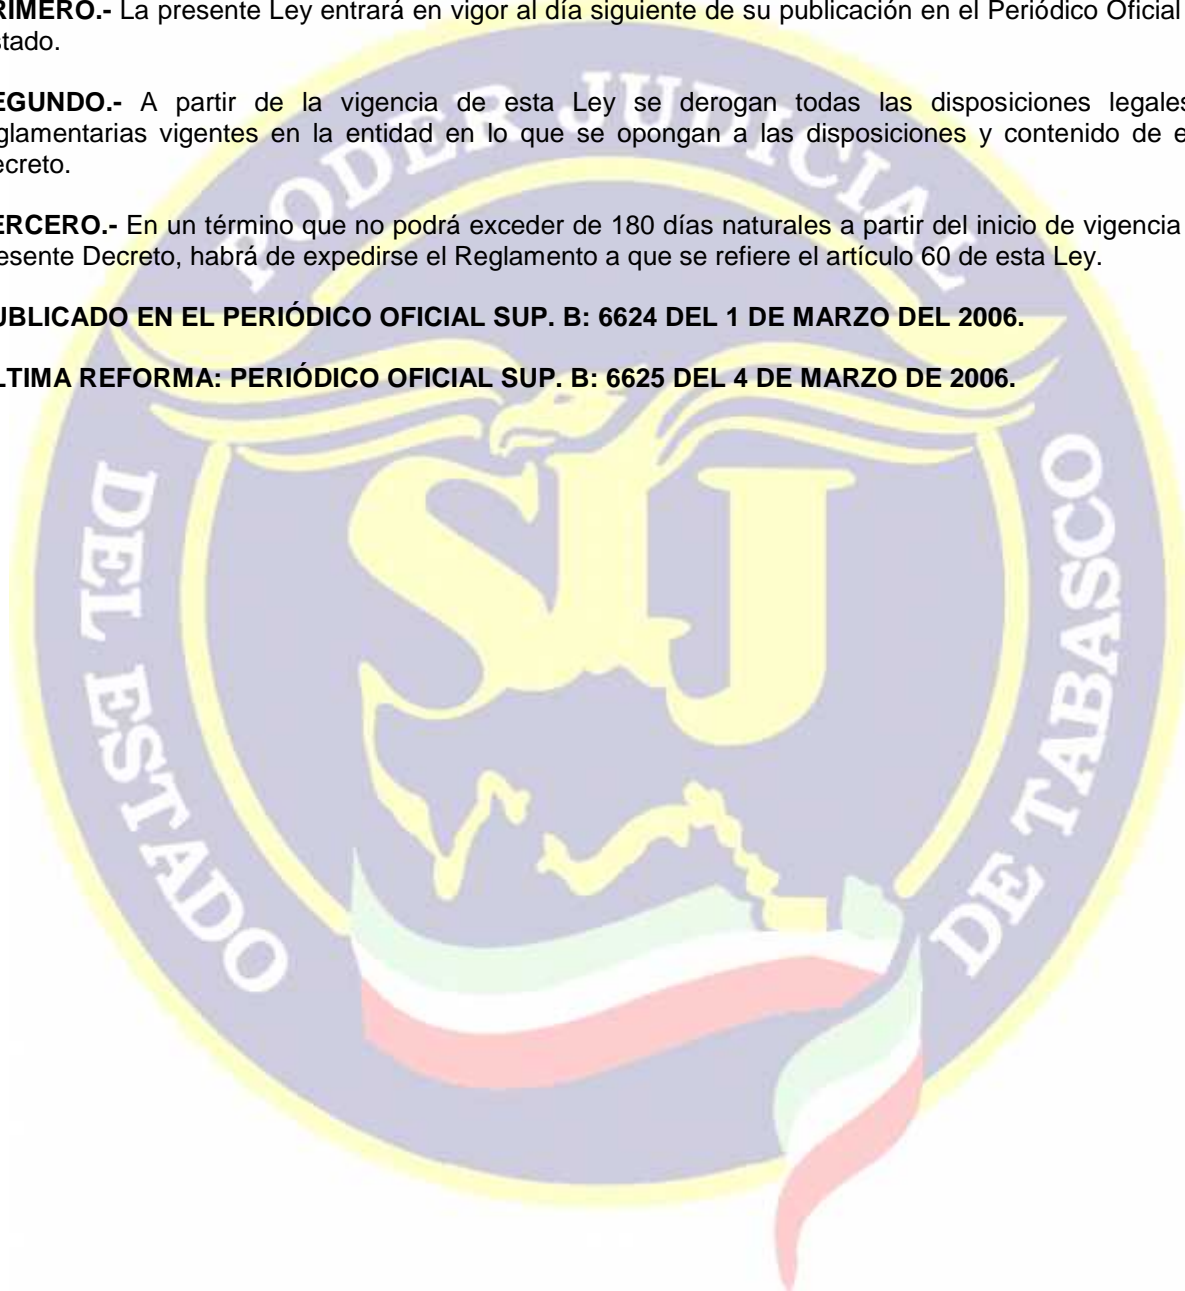 RIMERO.- La presente Ley entrará en vigor al día siguiente de su publicación en el Periódico Oficial
stado.
EGUNDO.- A partir de la vigencia de esta Ley se derogan todas las disposiciones legales
glamentarias vigentes en la entidad en lo que se opongan a las disposiciones y contenido de e
ecreto.
ERCERO.- En un término que no podrá exceder de 180 días naturales a partir del inicio de vigencia
esente Decreto, habrá de expedirse el Reglamento a que se refiere el artículo 60 de esta Ley.
UBLICADO EN EL PERIÓDICO OFICIAL SUP. B: 6624 DEL 1 DE MARZO DEL 2006.
LTIMA REFORMA: PERIÓDICO OFICIAL SUP. B: 6625 DEL 4 DE MARZO DE 2006.
PODER JUDICIAL
DEL ESTADO
DE TABASCO
SIJ